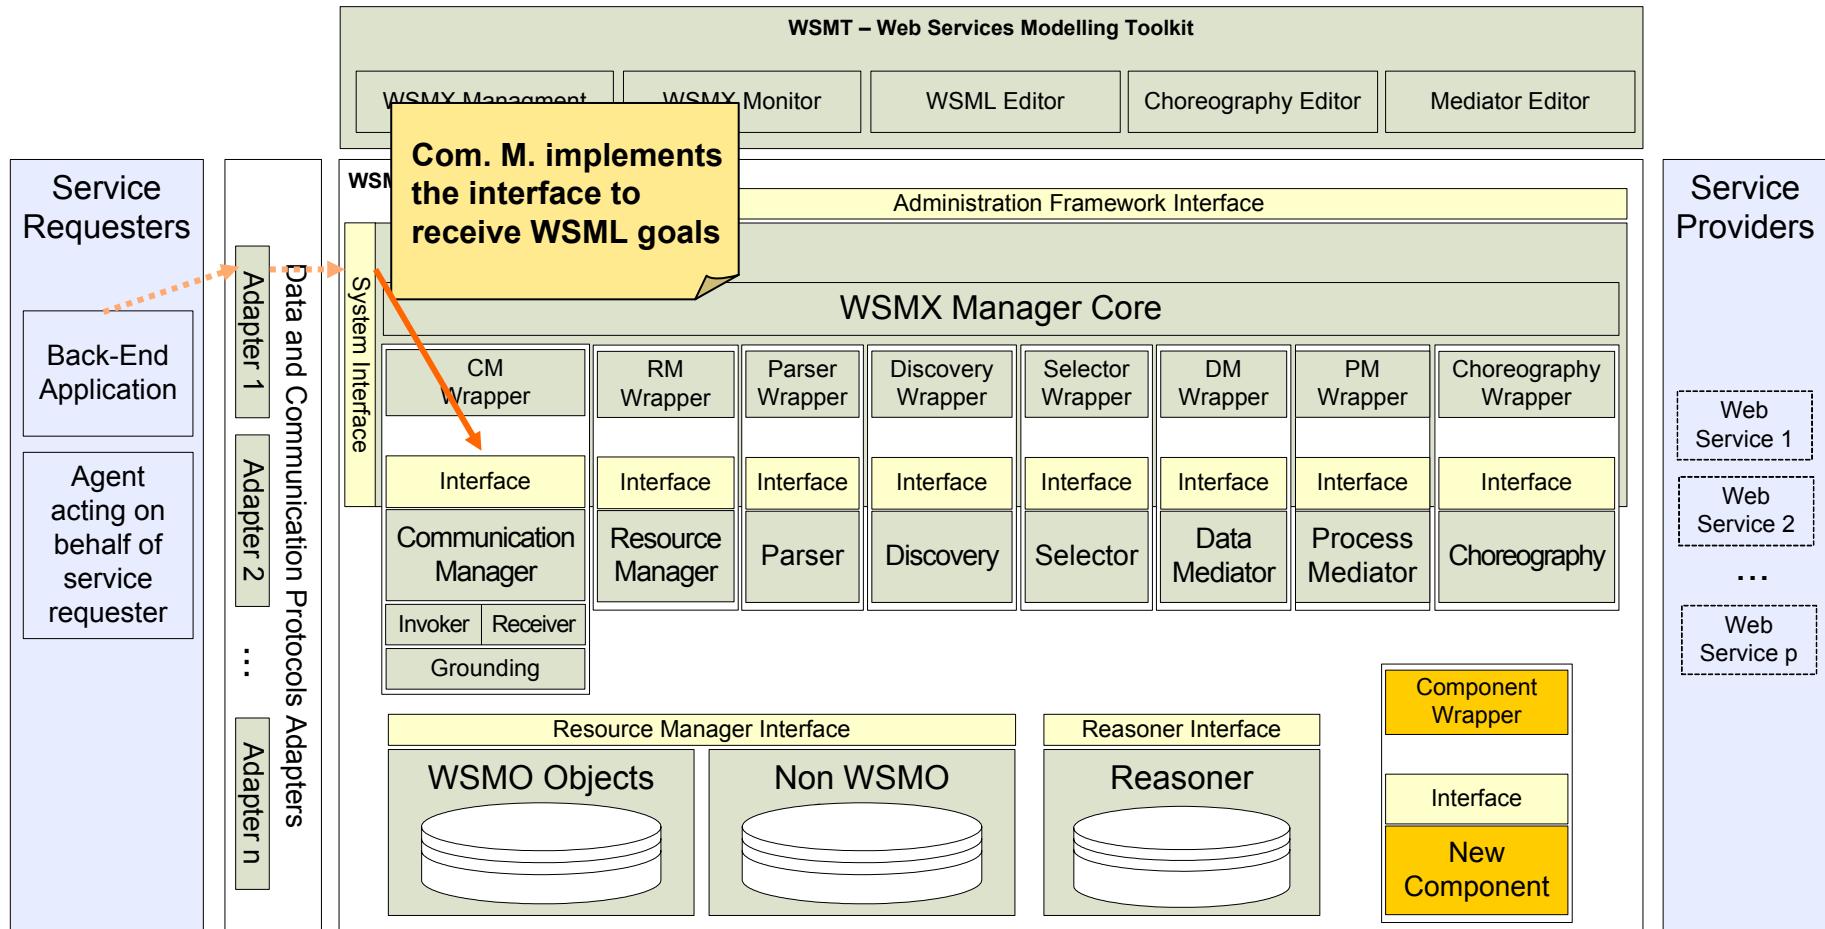 WSMT – Web Services Modelling Toolkit
WSMX Managment
WSMX Monitor
WSML Editor
Choreography Editor
Mediator Editor
Com. M. implements
the interface to
receive WSML goals
Service
Requesters
Back-End
Application
Agent
acting on
behalf of
service
requester
Adapter 1
Adapter 2
...
Adapter n
Data and Communication Protocols Adapters
Administration Framework Interface
System Interface
WSMX Manager Core
CM
Wrapper
RM
Wrapper
Parser
Wrapper
Discovery
Wrapper
Selector
Wrapper
DM
Wrapper
PM
Wrapper
Choreography
Wrapper
Interface
Interface
Interface
Interface
Interface
Interface
Interface
Interface
Communication
Manager
Resource
Manager
Parser
Discovery
Selector
Data
Mediator
Process
Mediator
Choreography
Invoker
Receiver
Grounding
Resource Manager Interface
WSMO Objects
Non WSMO
Reasoner Interface
Reasoner
Component
Wrapper
Interface
New
Component
Service
Providers
Web
Service 1
Web
Service 2
...
Web
Service p